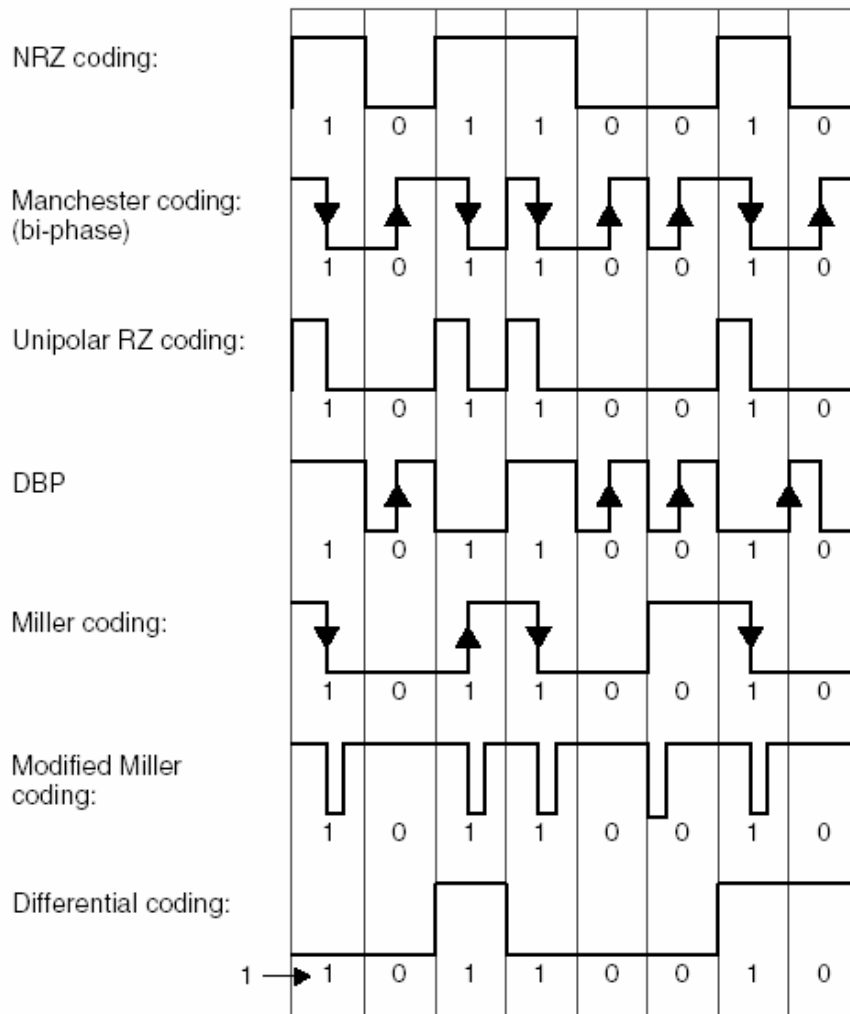 NRZ coding:
1 0 1 1 0 0 1 0
Manchester coding:
(bi-phase)
1 0 1 1 0 0 1 0
Unipolar RZ coding:
1 0 1 1 0 0 1 0
DBP
1 0 1 1 0 0 1 0
Miller coding:
1 0 1 1 0 0 1 0
Modified Miller
coding:
1 0 1 1 0 0 1 0
Differential coding:
1 1 0 1 1 0 0 1 0